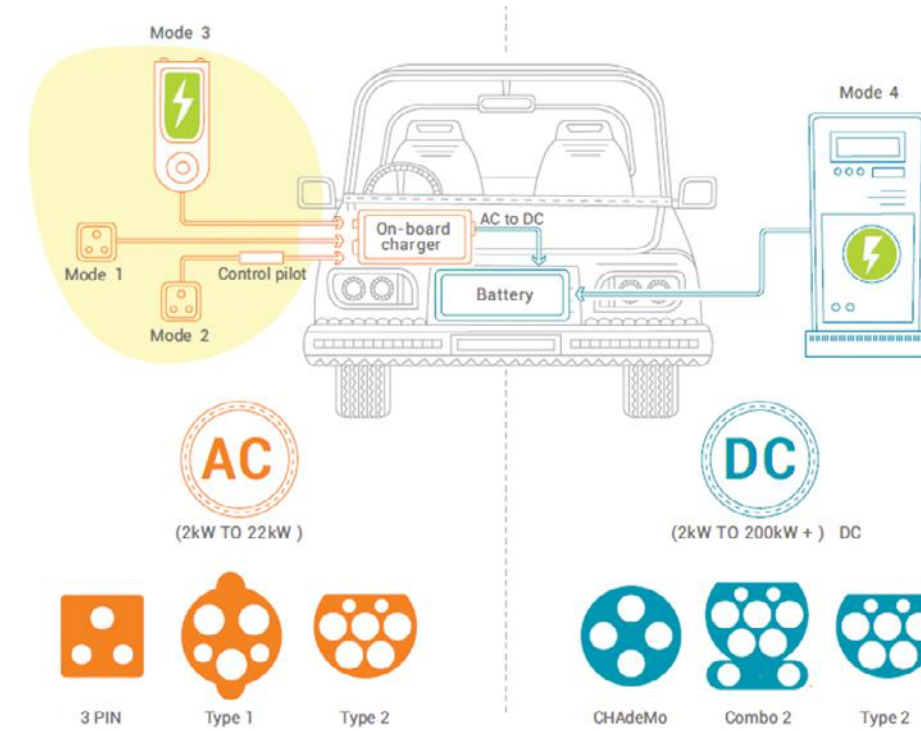 Mode 3
Mode 4
On-board
charger
AC to DC
Mode 1
Control pilot
Battery
Mode 2
AC
DC
(2kW TO 22kW )
(2kW TO 200kW + ) DC
3 PIN
Type 1
Type 2
CHAdeMo
Combo 2
Type 2